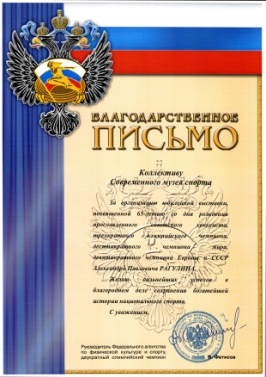 БЛАГОДАРСТВЕННОЕ
ПИСЬМО
Коллективу
Современного музея спорта
За организацию юбилейной выставки,
посвященной 65-летию со дня рождения
прославленного советского хоккеиста,
трехкратного олимпийского чемпиона,
десятикратного чемпиона мира,
девятикратного чемпиона Европы и СССР
Александра Павловича РАГУЛИНА.
Желаю дальнейших успехов в
благородном деле сохранения богатейшей
истории национального спорта.
С уважением,
Руководитель Федерального агентства
по физической культуре и спорту,
двукратный олимпийский чемпион
В. Фетисов